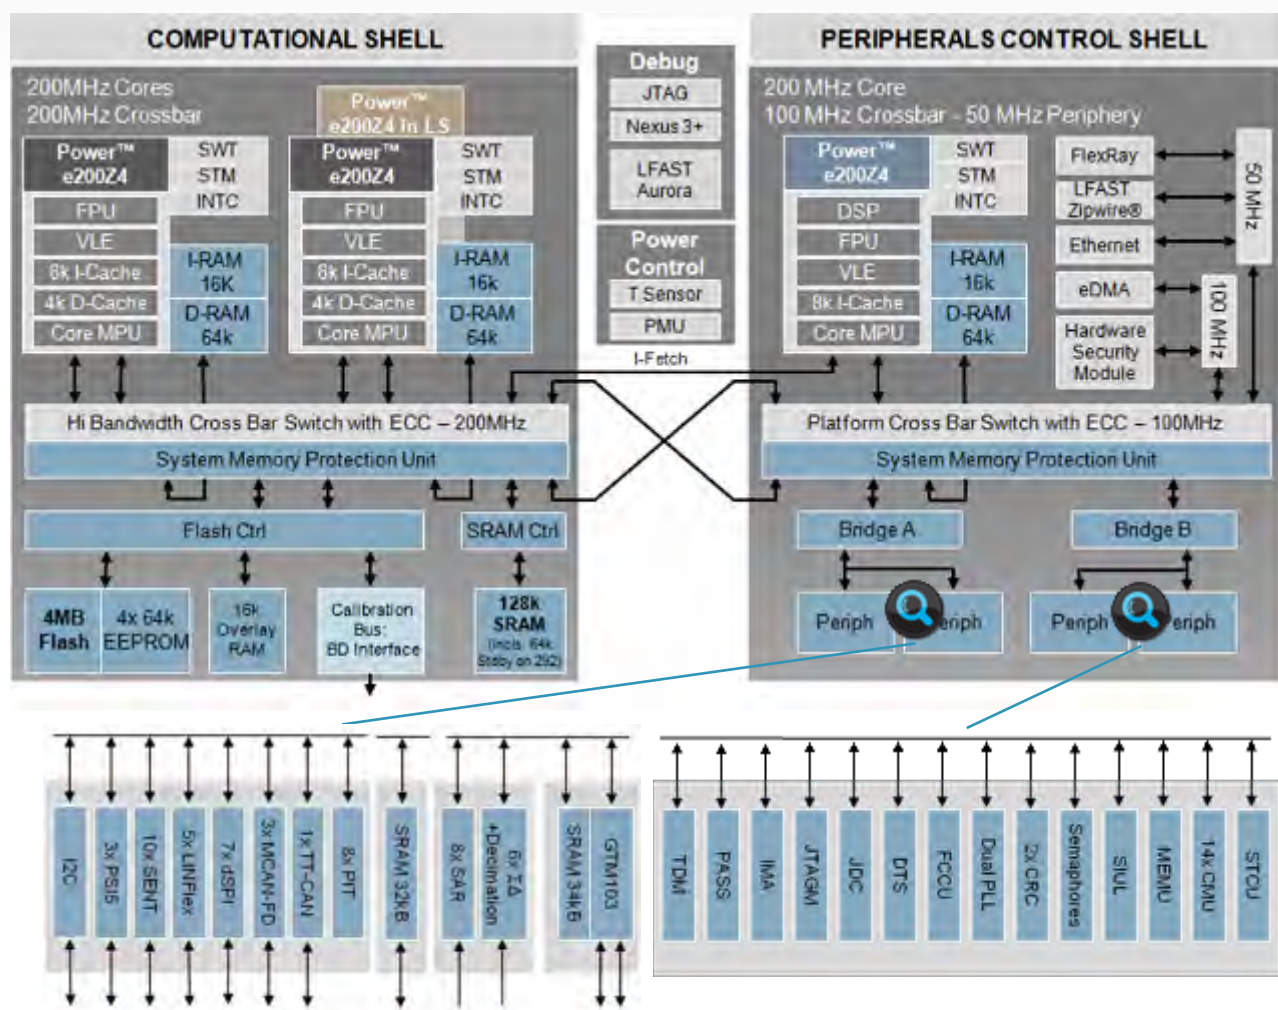 COMPUTATIONAL SHELL
200MHz Cores
200MHz Crossbar
Power™
e200Z4 In LS
Power™
e200Z4
FPU
VLE
8k I-Cache
4k D-Cache
Core MPU
SWT
STM
INTC
I-RAM
16K
D-RAM
64k
Power™
e200Z4
FPU
VLE
8k I-Cache
4k D-Cache
Core MPU
SWT
STM
INTC
I-RAM
16k
D-RAM
64k
Hi Bandwidth Cross Bar Switch with ECC – 200MHz
System Memory Protection Unit
Flash Ctrl
SRAM Ctrl
4MB
Flash
4x 64k
EEPROM
16k
Overlay
RAM
Calibration
Bus:
BD Interface
128k
SRAM
(incls. 64k
Stdby on 292)
Debug
JTAG
Nexus 3+
LFAST
Aurora
Power
Control
T Sensor
PMU
I-Fetch
PERIPHERALS CONTROL SHELL
200 MHz Core
100 MHz Crossbar - 50 MHz Periphery
Power™
e200Z4
DSP
FPU
VLE
8k I-Cache
Core MPU
SWT
STM
INTC
I-RAM
16k
D-RAM
64k
FlexRay
LFAST
Zipwire®
Ethernet
eDMA
Hardware
Security
Module
50 MHz
100 MHz
Platform Cross Bar Switch with ECC – 100MHz
System Memory Protection Unit
Bridge A
Bridge B
Periph
eriph
Periph
eriph
I2C
3x PSI5
10x SENT
5x LINFlex
7x dSPI
3x MCAN-FD
1x TT-CAN
8x PIT
SRAM 32kB
8x SAR
6x ΣΔ
+Decimation
SRAM 34kB
GTM103
TDM
PASS
IMA
JTAGM
JDC
DTS
FCCU
Dual PLL
2x CRC
Semaphores
SIUL
MEMU
14x CMU
STCU